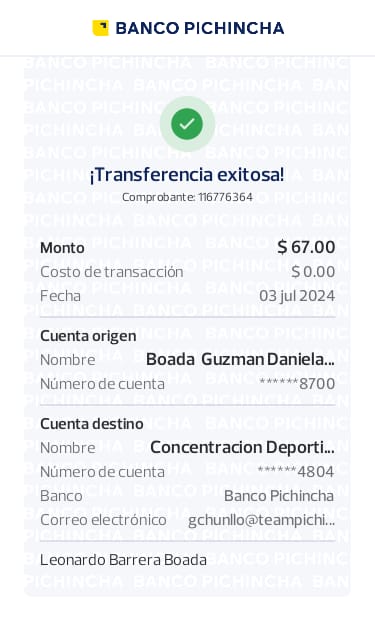 BANCO PICHINCHA
¡Transferencia exitosa!
Comprobante: 116776364
Monto $ 67.00
Costo de transacción $ 0.00
Fecha 03 jul 2024
Cuenta origen
Nombre Boada Guzman Daniela...
Número de cuenta ******8700
Cuenta destino
Nombre Concentracion Deporti...
Número de cuenta ******4804
Banco Banco Pichincha
Correo electrónico gchunllo@teampichi...
Leonardo Barrera Boada